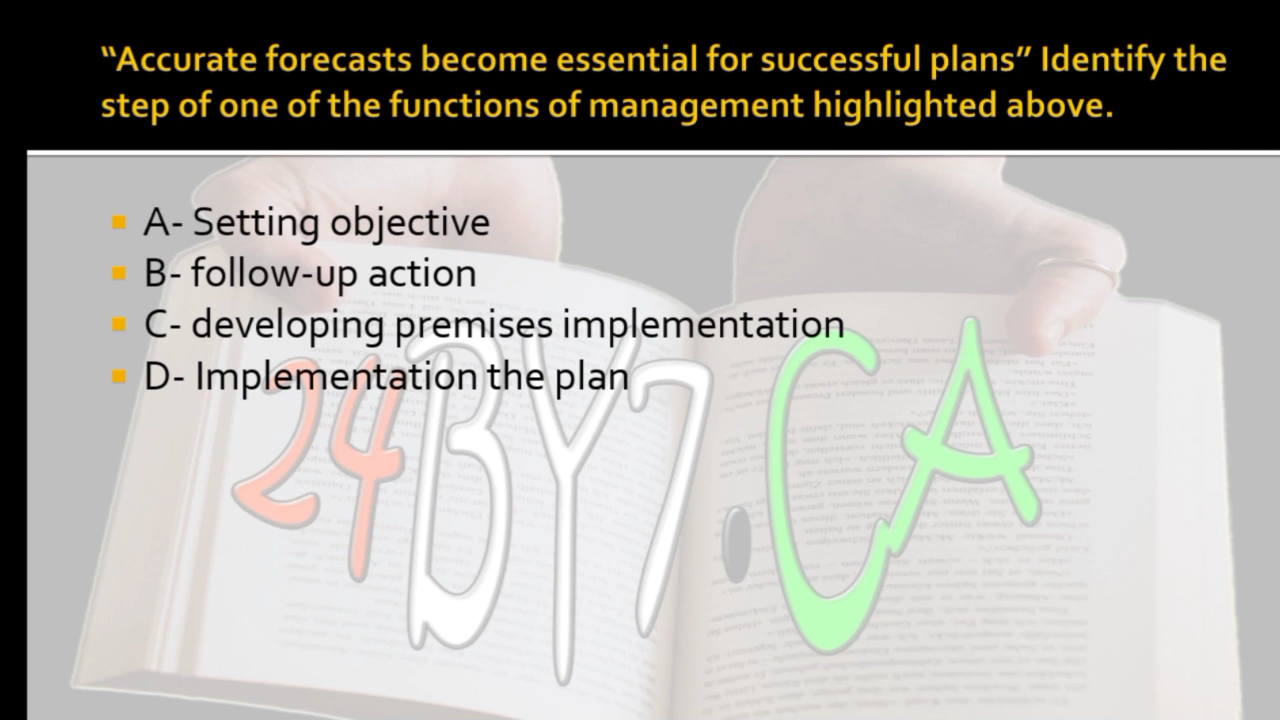 “Accurate forecasts become essential for successful plans” Identify the
step of one of the functions of management highlighted above.
A- Setting objective
B- follow-up action
C- developing premises implementation
D- Implementation the plan
24BY7.CA